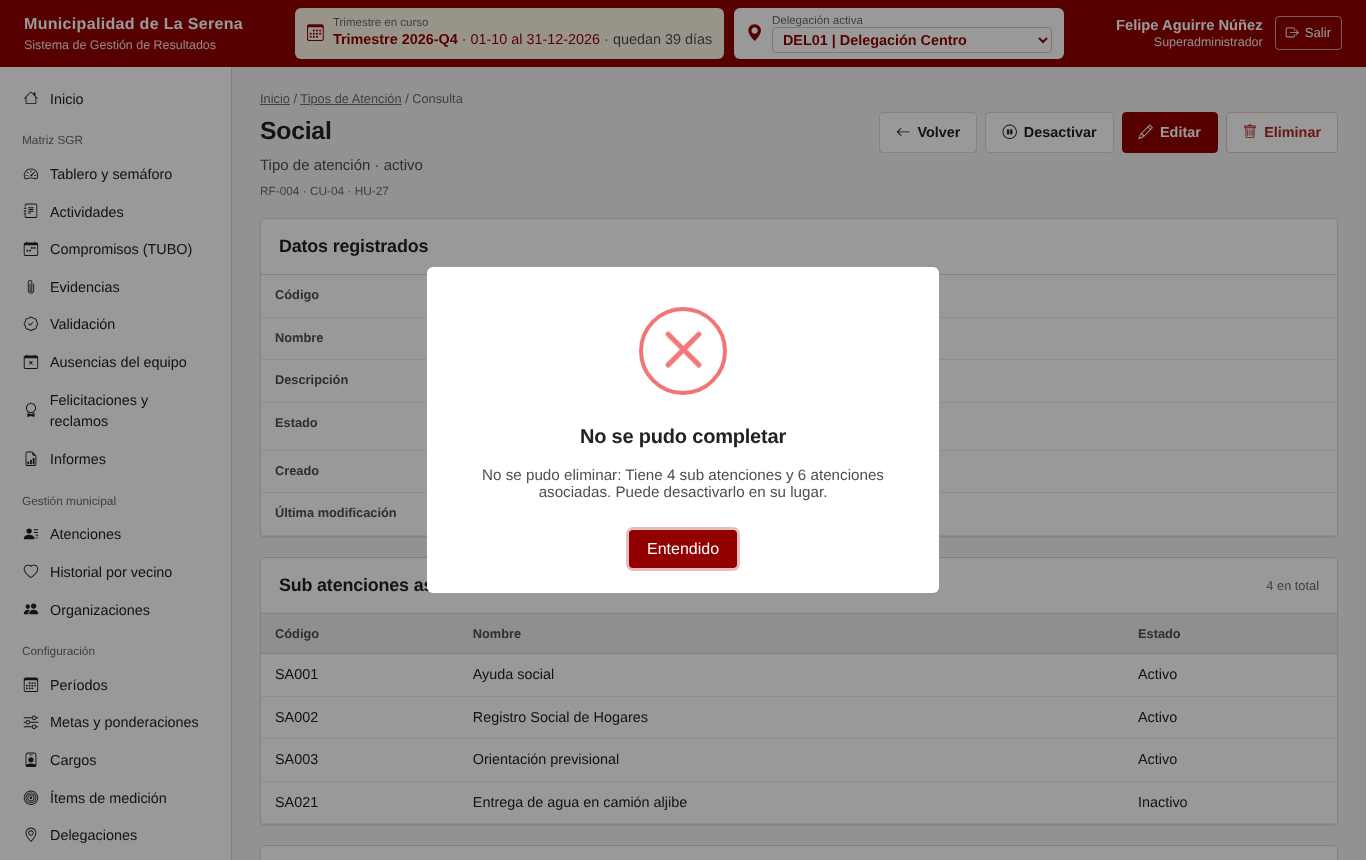 Municipalidad de La Serena
Sistema de Gestión de Resultados
Trimestre en curso
Trimestre 2026-Q4 · 01-10 al 31-12-2026 · quedan 39 días
Delegación activa
DEL01 | Delegación Centro
Felipe Aguirre Núñez
Superadministrador
Salir
Inicio
Matriz SGR
Tablero y semáforo
Actividades
Compromisos (TUBO)
Evidencias
Validación
Ausencias del equipo
Felicitaciones y
reclamos
Informes
Gestión municipal
Atenciones
Historial por vecino
Organizaciones
Configuración
Períodos
Metas y ponderaciones
Cargos
Ítems de medición
Delegaciones
Inicio / Tipos de Atención / Consulta
Social
Tipo de atención · activo
RF-004 · CU-04 · HU-27
Volver
Desactivar
Editar
Eliminar
Datos registrados
Código
Nombre
Descripción
Estado
Creado
Última modificación
No se pudo completar
No se pudo eliminar: Tiene 4 sub atenciones y 6 atenciones
asociadas. Puede desactivarlo en su lugar.
Entendido
Sub atenciones as
4 en total
Código Nombre Estado
SA001 Ayuda social Activo
SA002 Registro Social de Hogares Activo
SA003 Orientación previsional Activo
SA021 Entrega de agua en camión aljibe Inactivo